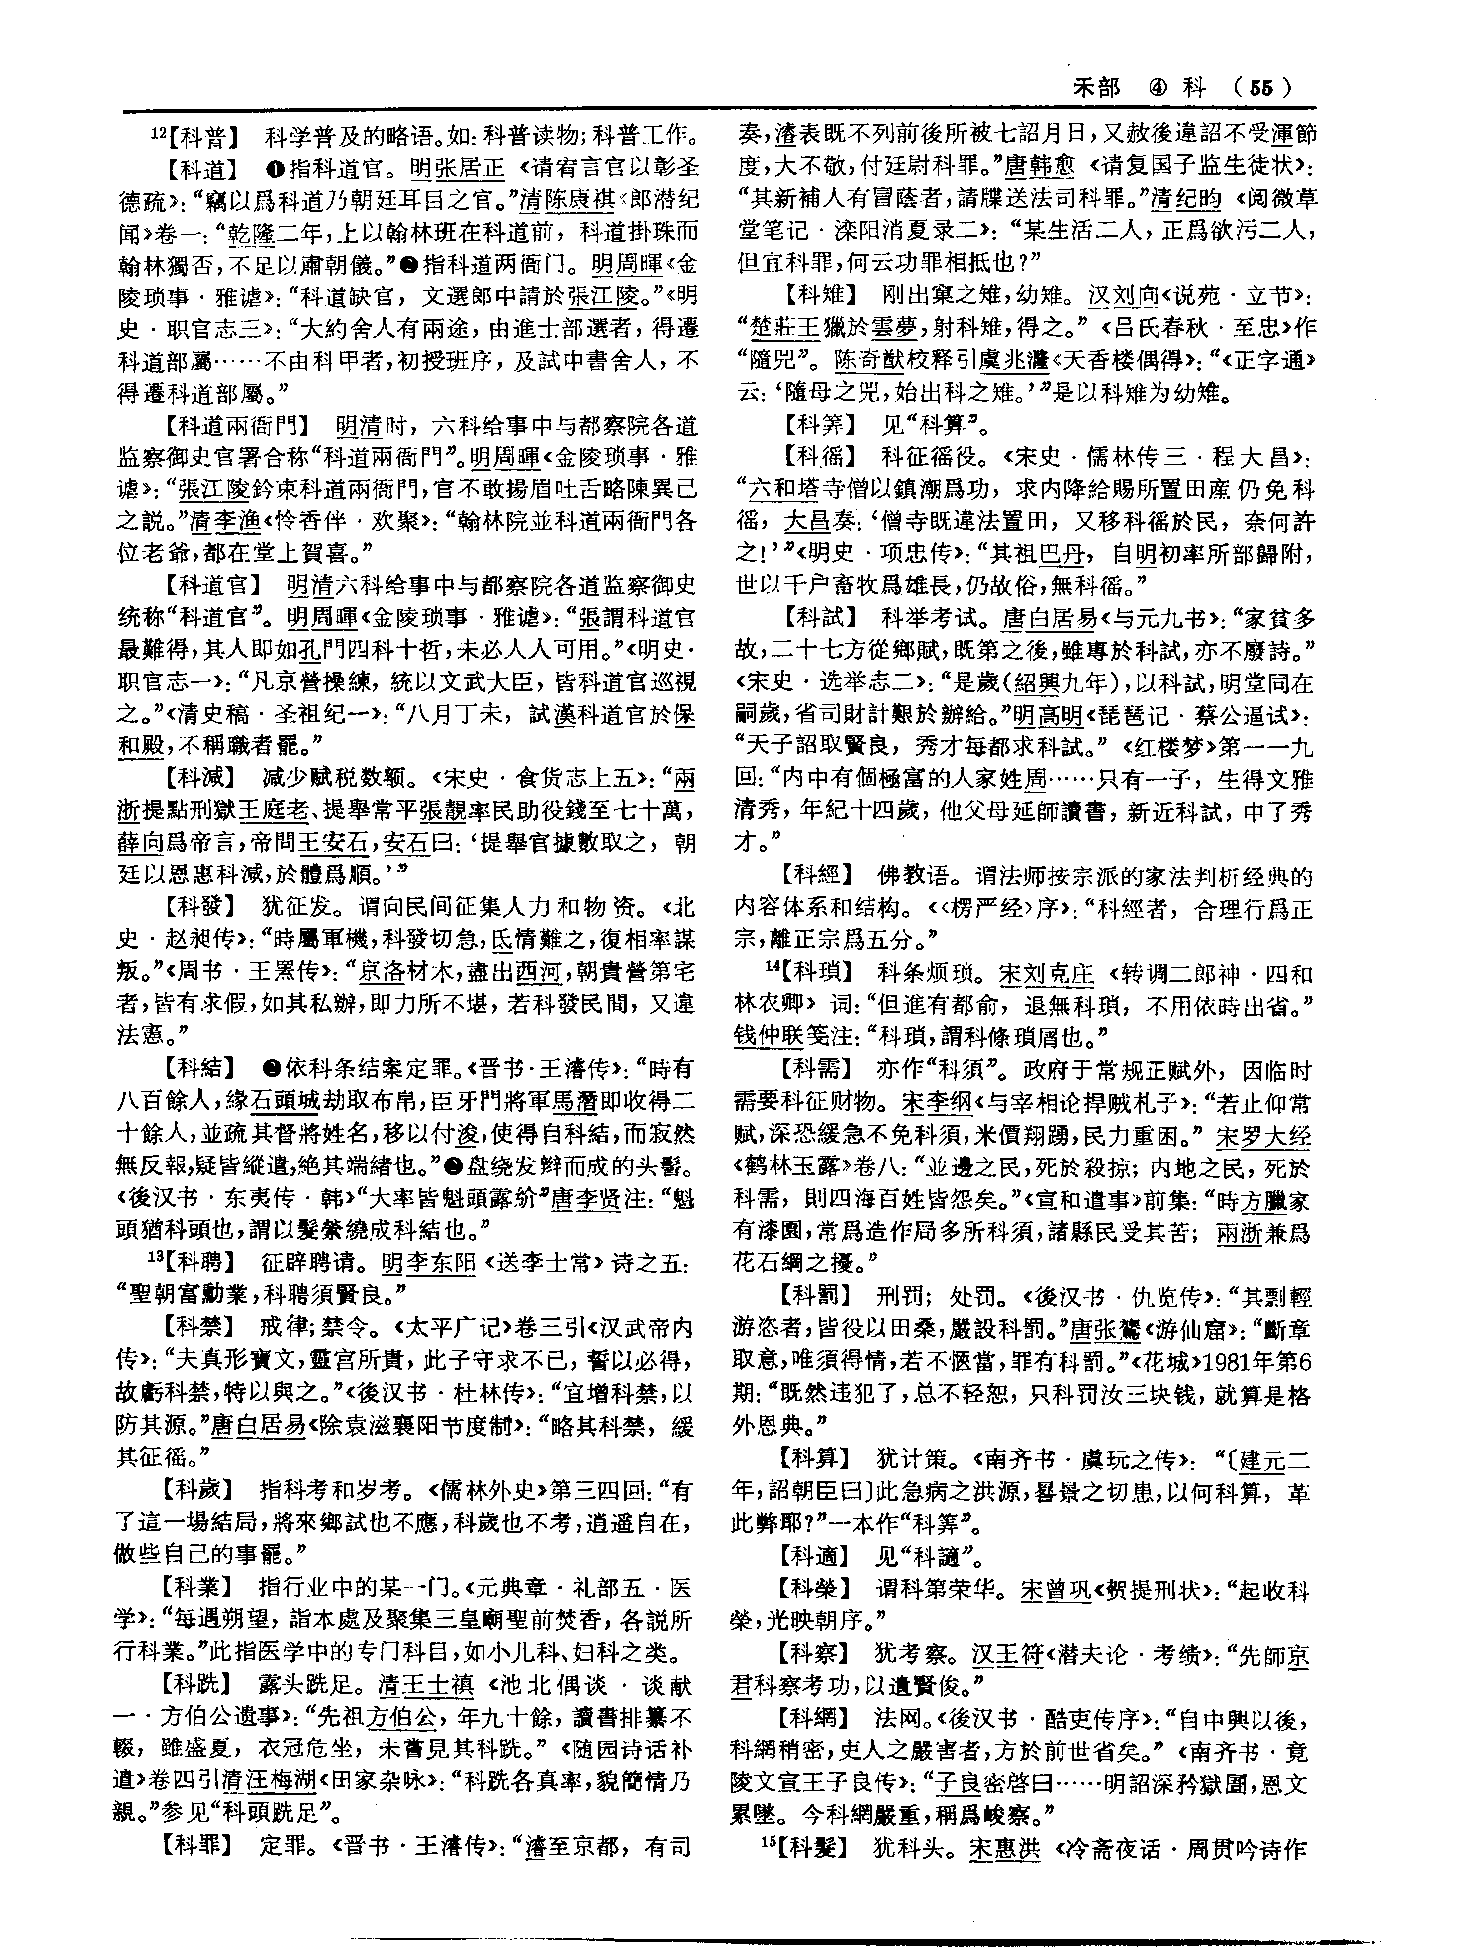 禾部 ④ 科 (55)
12【科普】 科学普及的略语。如:科普读物;科普工作。
【科道】 ❶指科道官。明张居正《请宥言官以彰圣
德疏》:“竊以爲科道乃朝廷耳目之官。”清陈康祺《郎潜纪
闻》卷一:“乾隆二年,上以翰林班在科道前,科道掛珠而
翰林獨否,不足以肅朝儀。”❷指科道两衙门。明周暉《金
陵琐事·雅谑》:“科道缺官,文選郎中請於張江陵。”《明
史·职官志三》:“大約舍人有兩途,由進士部選者,得遷
科道部屬……不由科甲者,初授班序,及試中書舍人,不
得遷科道部屬。”
【科道兩衙門】 明清时,六科给事中与都察院各道
监察御史官署合称“科道兩衙門”。明周暉《金陵琐事·雅
谑》:“張江陵鈐束科道兩衙門,官不敢揚眉吐舌略陳異己
之説。”清李渔《怜香伴·欢聚》:“翰林院並科道兩衙門各
位老爺,都在堂上賀喜。”
【科道官】 明清六科给事中与都察院各道监察御史
统称“科道官”。明周暉《金陵琐事·雅谑》:“張謂科道官
最難得,其人即如孔門四科十哲,未必人人可用。”《明史·
职官志一》:“凡京營操練,統以文武大臣,皆科道官巡視
之。”《清史稿·圣祖纪一》:“八月丁未,試漢科道官於保
和殿,不稱職者罷。”
【科減】 减少赋税数额。《宋史·食货志上五》:“兩
浙提點刑獄王庭老、提舉常平張靚率民助役錢至七十萬,
薛向爲帝言,帝問王安石,安石曰:‘提舉官據數取之,朝
廷以恩惠科減,於體爲順。’”
【科發】 犹征发。谓向民间征集人力和物资。《北
史·赵昶传》:“時屬軍機,科發切急,氐情難之,復相率謀
叛。”《周书·王罴传》:“京洛材木,盡出西河,朝貴營第宅
者,皆有求假,如其私辦,即力所不堪,若科發民間,又違
法憲。”
【科結】 ❷依科条结案定罪。《晋书·王濬传》:“時有
八百餘人,緣石頭城劫取布帛,臣牙門將軍馬潛即收得二
十餘人,並疏其督將姓名,移以付浚,使得自科結,而寂然
無反報,疑皆縱遣,絶其端緒也。”❸盘绕发辫而成的头髻。
《後汉书·东夷传·韩》“大率皆魁頭露紒”唐李贤注:“魁
頭猶科頭也,謂以髮縈繞成科結也。”
13【科聘】 征辟聘请。明李东阳《送李士常》诗之五:
“聖朝富勳業,科聘須賢良。”
【科禁】 戒律;禁令。《太平广记》卷三引《汉武帝内
传》:“夫真形寶文,靈宫所貴,此子守求不已,誓以必得,
故虧科禁,特以與之。”《後汉书·杜林传》:“宜增科禁,以
防其源。”唐白居易《除袁滋襄阳节度制》:“略其科禁,緩
其征徭。”
【科歲】 指科考和岁考。《儒林外史》第三四回:“有
了這一場結局,將來鄉試也不應,科歲也不考,逍遥自在,
做些自己的事罷。”
【科業】 指行业中的某一门。《元典章·礼部五·医
学》:“每遇朔望,詣本處及聚集三皇廟聖前焚香,各説所
行科業。”此指医学中的专门科目,如小儿科、妇科之类。
【科跣】 露头跣足。清王士禛《池北偶谈·谈献
一·方伯公遗事》:“先祖方伯公,年九十餘,讀書排纂不
輟,雖盛夏,衣冠危坐,未嘗見其科跣。”《随园诗话补
遗》卷四引清汪梅湖《田家杂咏》:“科跣各真率,貌簡情乃
親。”参见“科頭跣足”。
【科罪】 定罪。《晋书·王濬传》:“濬至京都,有司
奏,濬表既不列前後所被七詔月日,又赦後違詔不受渾節
度,大不敬,付廷尉科罪。”唐韩愈《请复国子监生徒状》:
“其新補人有冒蔭者,請牒送法司科罪。”清纪昀《阅微草
堂笔记·滦阳消夏录二》:“某生活二人,正爲欲污二人,
但宜科罪,何云功罪相抵也?”
【科雉】 刚出窠之雉,幼雉。汉刘向《说苑·立节》:
“楚莊王獵於雲夢,射科雉,得之。”《吕氏春秋·至忠》作
“隨兕”。陈奇猷校释引虞兆漋《天香楼偶得》:“《正字通》
云:‘隨母之兕,始出科之雉。’”是以科雉为幼雉。
【科筭】 见“科算”。
【科徭】 科征徭役。《宋史·儒林传三·程大昌》:
“六和塔寺僧以鎮潮爲功,求内降給賜所置田產仍免科
徭,大昌奏:‘僧寺既違法置田,又移科徭於民,奈何許
之!’”《明史·项忠传》:“其祖巴丹,自明初率所部歸附,
世以千户畜牧爲雄長,仍故俗,無科徭。”
【科試】 科举考试。唐白居易《与元九书》:“家貧多
故,二十七方從鄉賦,既第之後,雖專於科試,亦不廢詩。”
《宋史·选举志二》:“是歲(紹興九年),以科試,明堂同在
嗣歲,省司財計艱於辦給。”明高明《琵琶记·蔡公逼试》:
“天子詔取賢良,秀才每都求科試。”《红楼梦》第一一九
回:“内中有個極富的人家姓周……只有一子,生得文雅
清秀,年紀十四歲,他父母延師讀書,新近科試,中了秀
才。”
【科經】 佛教语。谓法师按宗派的家法判析经典的
内容体系和结构。《〈楞严经〉序》:“科經者,合理行爲正
宗,離正宗爲五分。”
14【科瑣】 科条烦琐。宋刘克庄《转调二郎神·四和
林农卿》词:“但進有都俞,退無科瑣,不用依時出省。”
钱仲联笺注:“科瑣,謂科條瑣屑也。”
【科需】 亦作“科須”。政府于常规正赋外,因临时
需要科征财物。宋李纲《与宰相论捍贼札子》:“若止仰常
赋,深恐緩急不免科須,米價翔踴,民力重困。”宋罗大经
《鹤林玉露》卷八:“並邊之民,死於殺掠;内地之民,死於
科需,則四海百姓皆怨矣。”《宣和遗事》前集:“時方臘家
有漆園,常爲造作局多所科須,諸縣民受其苦;兩浙兼爲
花石綱之擾。”
【科罰】 刑罚;处罚。《後汉书·仇览传》:“其剽輕
游恣者,皆役以田桑,嚴設科罰。”唐张鷟《游仙窟》:“斷章
取意,唯須得情,若不愜當,罪有科罰。”《花城》1981年第6
期:“既然违犯了,总不轻恕,只科罚汝三块钱,就算是格
外恩典。”
【科算】 犹计策。《南齐书·虞玩之传》:“〔建元二
年,詔朝臣曰〕此急病之洪源,晷景之切患,以何科算,革
此弊耶?”一本作“科筭”。
【科適】 见“科謫”。
【科榮】 谓科第荣华。宋曾巩《贺提刑状》:“起收科
榮,光映朝序。”
【科察】 犹考察。汉王符《潜夫论·考绩》:“先師京
君科察考功,以遺賢俊。”
【科網】 法网。《後汉书·酷吏传序》:“自中興以後,
科網稍密,吏人之嚴害者,方於前世省矣。”《南齐书·竟
陵文宣王子良传》:“子良密啓曰……明詔深矜獄圄,恩文
累墜。今科網嚴重,稱爲峻察。”
15【科髮】 犹科头。宋惠洪《冷斋夜话·周贯吟诗作